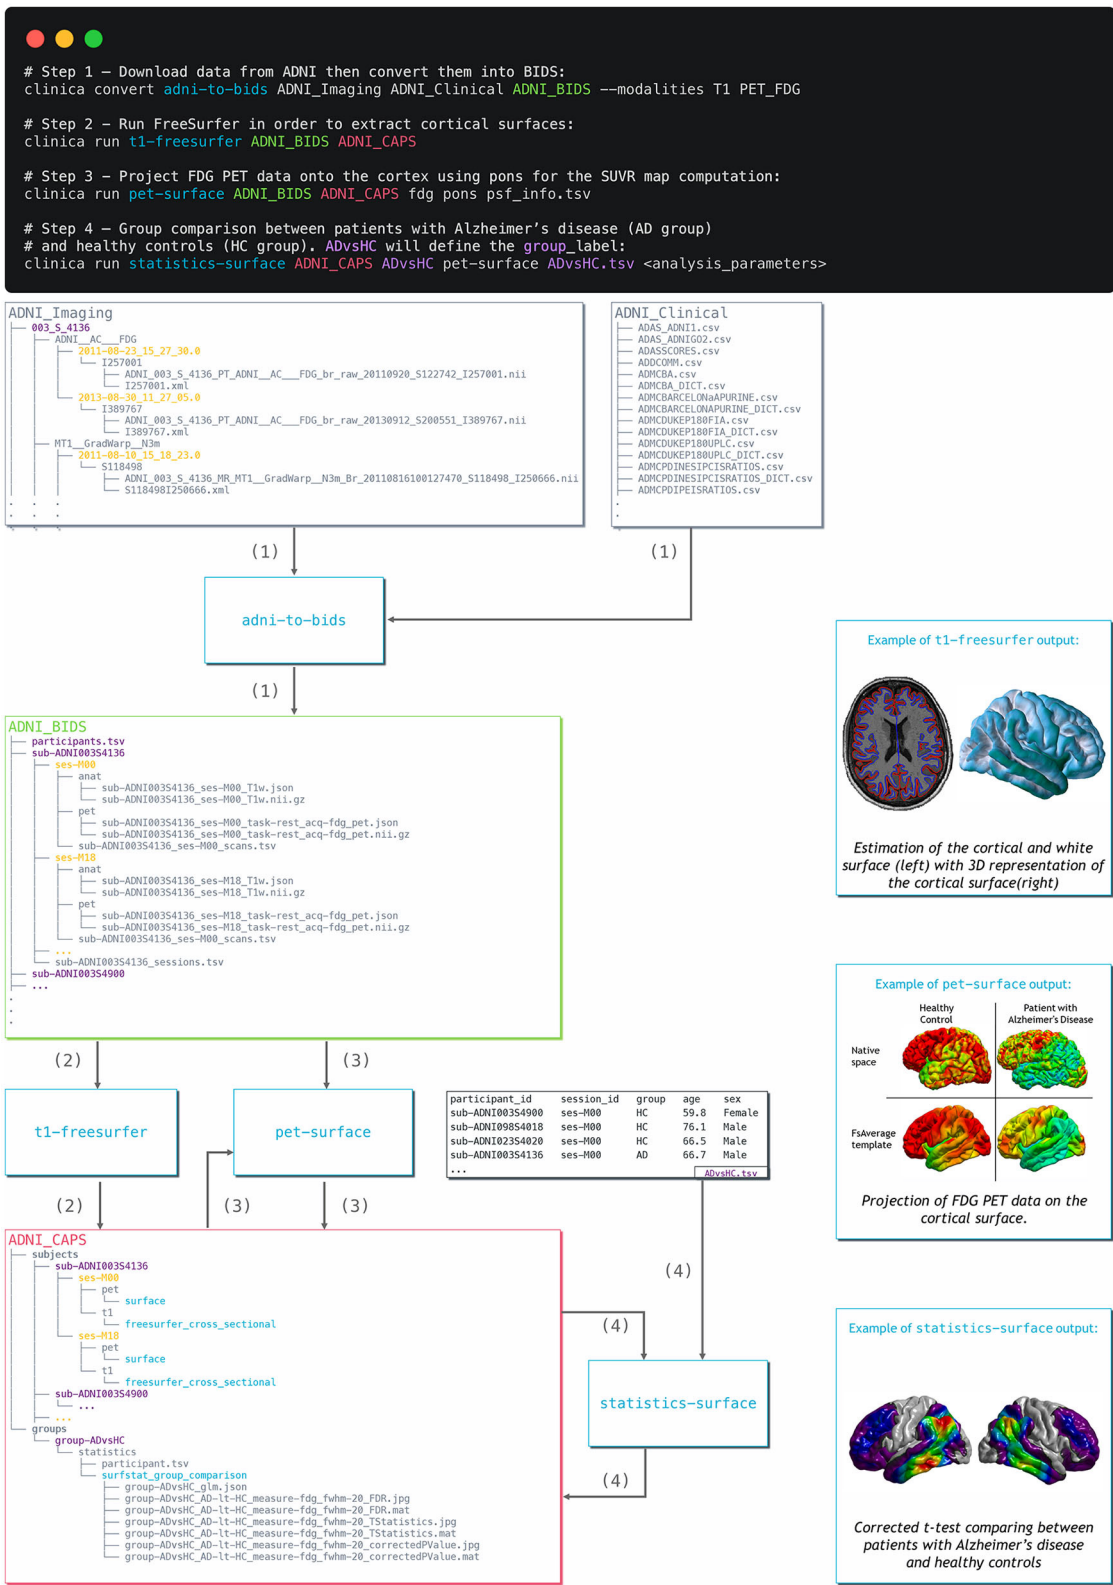 # Step 1 – Download data from ADNI then convert them into BIDS:
clinica convert adni-to-bids ADNI_Imaging ADNI_Clinical ADNI_BIDS --modalities T1 PET_FDG
# Step 2 – Run FreeSurfer in order to extract cortical surfaces:
clinica run t1-freesurfer ADNI_BIDS ADNI_CAPS
# Step 3 – Project FDG PET data onto the cortex using pons for the SUVR map computation:
clinica run pet-surface ADNI_BIDS ADNI_CAPS fdg pons psf_info.tsv
# Step 4 – Group comparison between patients with Alzheimer's disease (AD group)
# and healthy controls (HC group). ADvsHC will define the group_label:
clinica run statistics-surface ADNI_CAPS ADvsHC pet-surface ADvsHC.tsv <analysis_parameters>
ADNI_Imaging
003_S_4136
ADNI__AC___FDG
2011-08-23_15_27_30.0
I257001
ADNI_003_S_4136_PT_ADNI__AC___FDG_br_raw_20110920_S122742_I257001.nii
I257001.xml
2013-08-30_11_27_05.0
I389767
ADNI_003_S_4136_PT_ADNI__AC___FDG_br_raw_20130912_S200551_I389767.nii
I389767.xml
MT1__GradWarp__N3m
2011-08-10_15_18_23.0
S118498
ADNI_003_S_4136_MR_MT1__GradWarp__N3m_Br_20110816100127470_S118498_I250666.nii
S118498I250666.xml
ADNI_Clinical
ADAS_ADNI1.csv
ADAS_ADNIGO2.csv
ADASSCORES.csv
ADDCOMM.csv
ADMCBA.csv
ADMCBA_DICT.csv
ADMCBARCELONaAPURINE.csv
ADMCBARCELONAPURINE_DICT.csv
ADMCDUKEP180FIA.csv
ADMCDUKEP180FIA_DICT.csv
ADMCDUKEP180UPLC.csv
ADMCDUKEP180UPLC_DICT.csv
ADMCPDINESIPCISRATIOS.csv
ADMCPDINESIPCISRATIOS_DICT.csv
ADMCPDIPEISRATIOS.csv
(1)
(1)
adni-to-bids
(1)
ADNI_BIDS
participants.tsv
sub-ADNI003S4136
ses-M00
anat
sub-ADNI003S4136_ses-M00_T1w.json
sub-ADNI003S4136_ses-M00_T1w.nii.gz
pet
sub-ADNI003S4136_ses-M00_task-rest_acq-fdg_pet.json
sub-ADNI003S4136_ses-M00_task-rest_acq-fdg_pet.nii.gz
sub-ADNI003S4136_ses-M00_scans.tsv
ses-M18
anat
sub-ADNI003S4136_ses-M18_T1w.json
sub-ADNI003S4136_ses-M18_T1w.nii.gz
pet
sub-ADNI003S4136_ses-M18_task-rest_acq-fdg_pet.json
sub-ADNI003S4136_ses-M18_task-rest_acq-fdg_pet.nii.gz
sub-ADNI003S4136_ses-M00_scans.tsv
...
sub-ADNI003S4136_sessions.tsv
sub-ADNI003S4900
...
Example of t1-freesurfer output:
Estimation of the cortical and white
surface (left) with 3D representation of
the cortical surface(right)
(2)
(3)
t1-freesurfer
pet-surface
participant_id session_id group age sex
sub-ADNI003S4900 ses-M00 HC 59.8 Female
sub-ADNI098S4018 ses-M00 HC 76.1 Male
sub-ADNI023S4020 ses-M00 HC 66.5 Male
sub-ADNI003S4136 ses-M00 AD 66.7 Male
...
ADvsHC.tsv
Example of pet-surface output:
Healthy
Control
Patient with
Alzheimer's Disease
Native
space
FsAverage
template
Projection of FDG PET data on the
cortical surface.
(2)
(3)
(3)
ADNI_CAPS
subjects
sub-ADNI003S4136
ses-M00
pet
surface
t1
freesurfer_cross_sectional
ses-M18
pet
surface
t1
freesurfer_cross_sectional
sub-ADNI003S4900
...
...
groups
group-ADvsHC
statistics
participant.tsv
surfstat_group_comparison
group-ADvsHC_glm.json
group-ADvsHC_AD-lt-HC_measure-fdg_fwhm-20_FDR.jpg
group-ADvsHC_AD-lt-HC_measure-fdg_fwhm-20_FDR.mat
group-ADvsHC_AD-lt-HC_measure-fdg_fwhm-20_TStatistics.jpg
group-ADvsHC_AD-lt-HC_measure-fdg_fwhm-20_TStatistics.mat
group-ADvsHC_AD-lt-HC_measure-fdg_fwhm-20_correctedPValue.jpg
group-ADvsHC_AD-lt-HC_measure-fdg_fwhm-20_correctedPValue.mat
(4)
(4)
statistics-surface
(4)
Example of statistics-surface output:
Corrected t-test comparing between
patients with Alzheimer's disease
and healthy controls